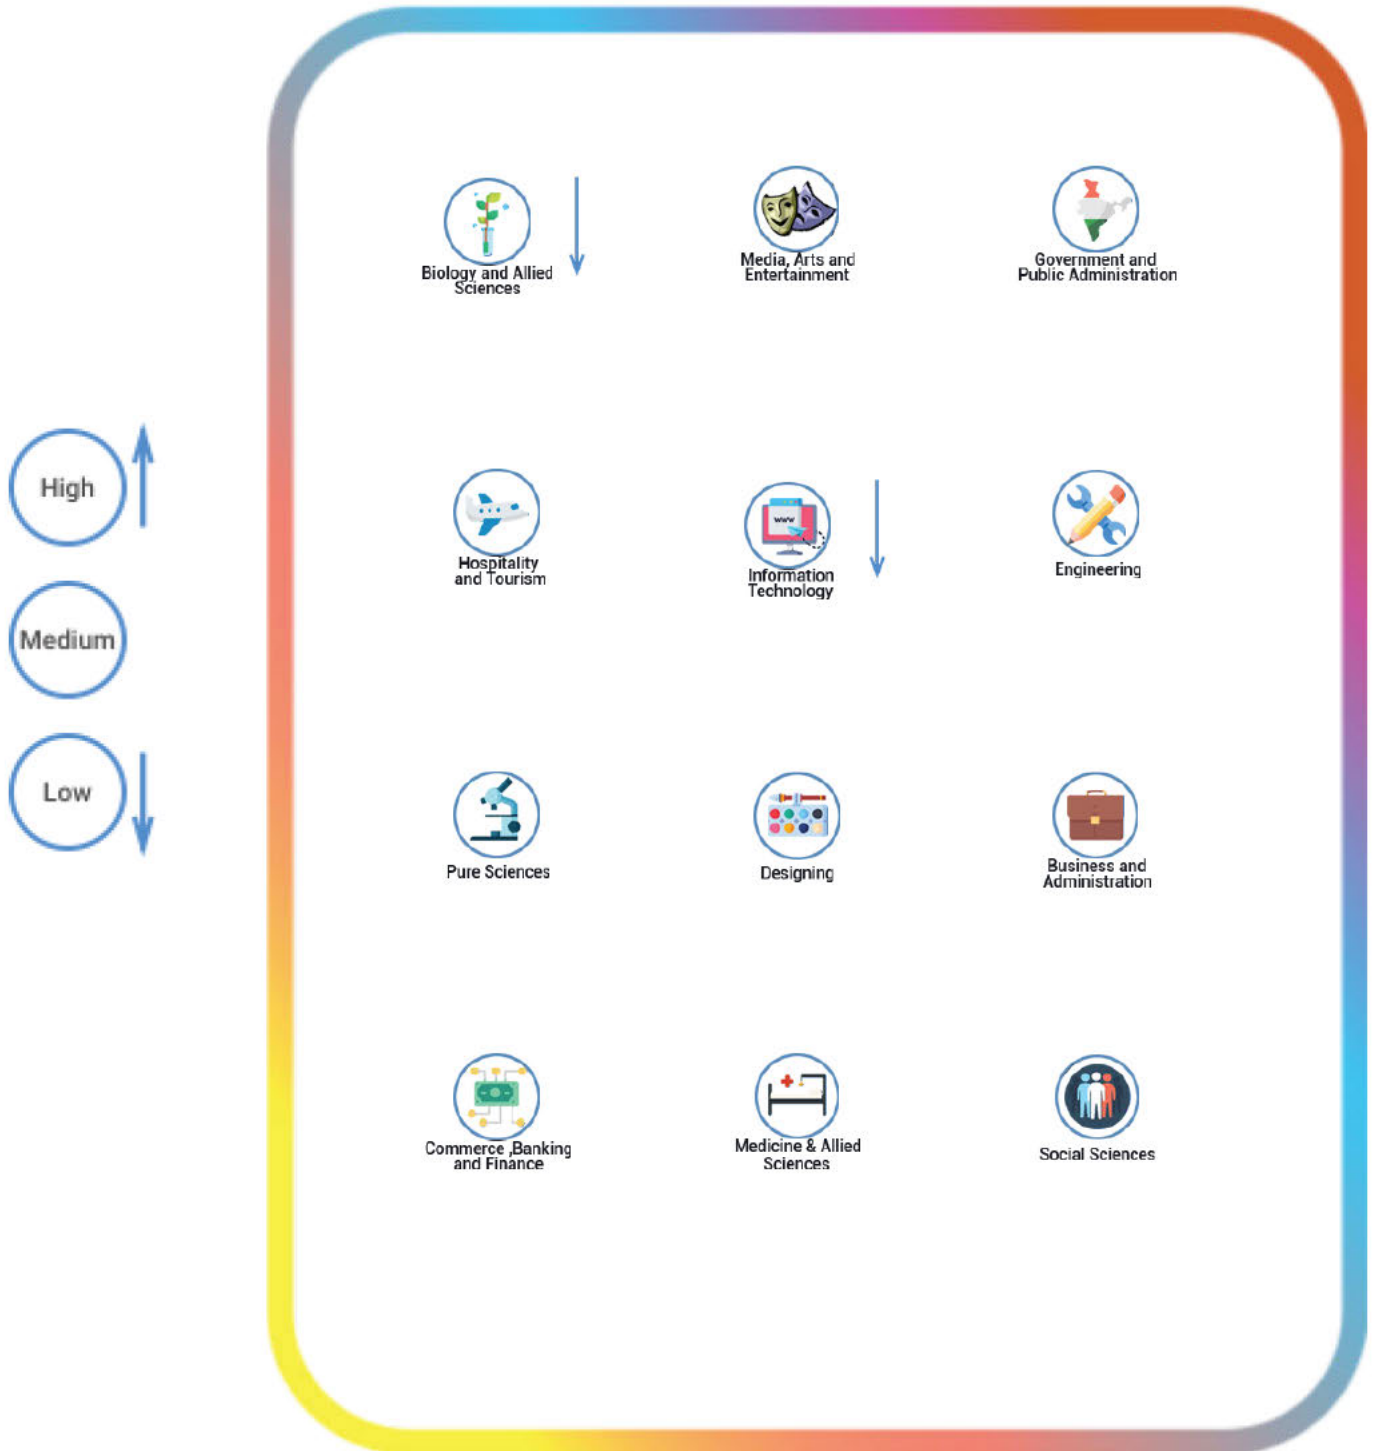 Biology and Allied
Sciences
Media, Arts and
Entertainment
Government and
Public Administration
High
Medium
Low
Hospitality
and Tourism
www
Information
Technology
Engineering
Pure Sciences
Designing
Business and
Administration
Commerce ,Banking
and Finance
Medicine & Allied
Sciences
Social Sciences